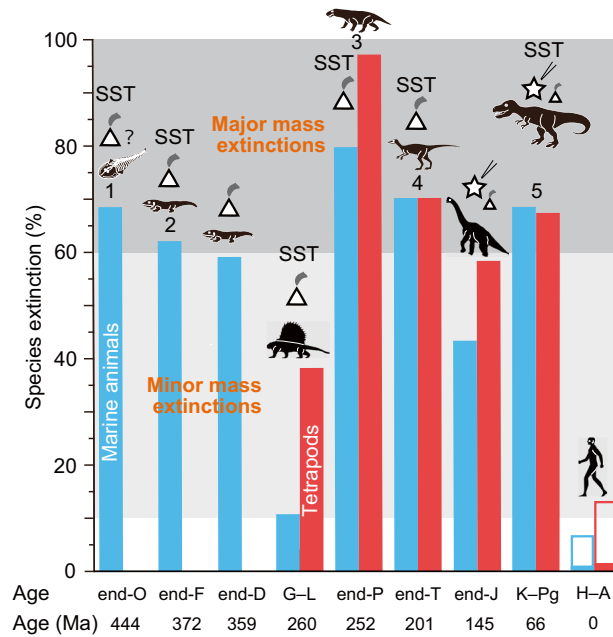 100
80
60
40
20
0
Species extinction (%)
SST
?
1
SST
2
SST
SST
3
SST
4
SST
5
Major mass
extinctions
Minor mass
extinctions
Marine animals
Tetrapods
Age end-O end-F end-D G–L end-P end-T end-J K–Pg H–A
Age (Ma) 444 372 359 260 252 201 145 66 0